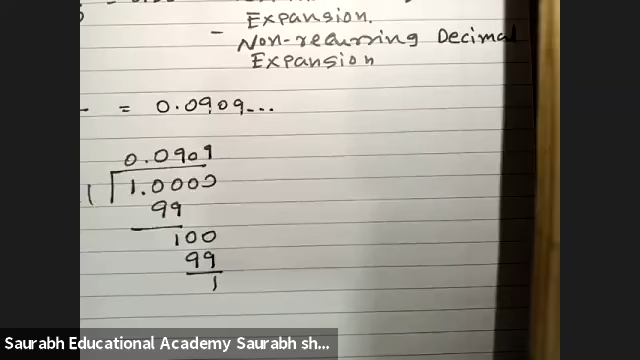 Expansion.
- Non-recurring Decimal
Expansion
= 0.0909...
0.0909
1.0000
99
100
99
1
Saurabh Educational Academy Saurabh sh...